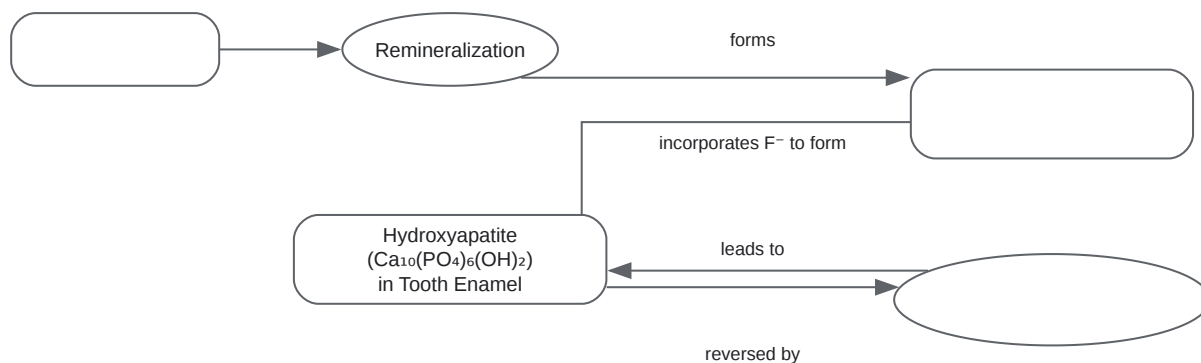 Remineralization
forms
incorporates F⁻ to form
Hydroxyapatite
(Ca₁₀(PO₄)₆(OH)₂)
in Tooth Enamel
leads to
reversed by